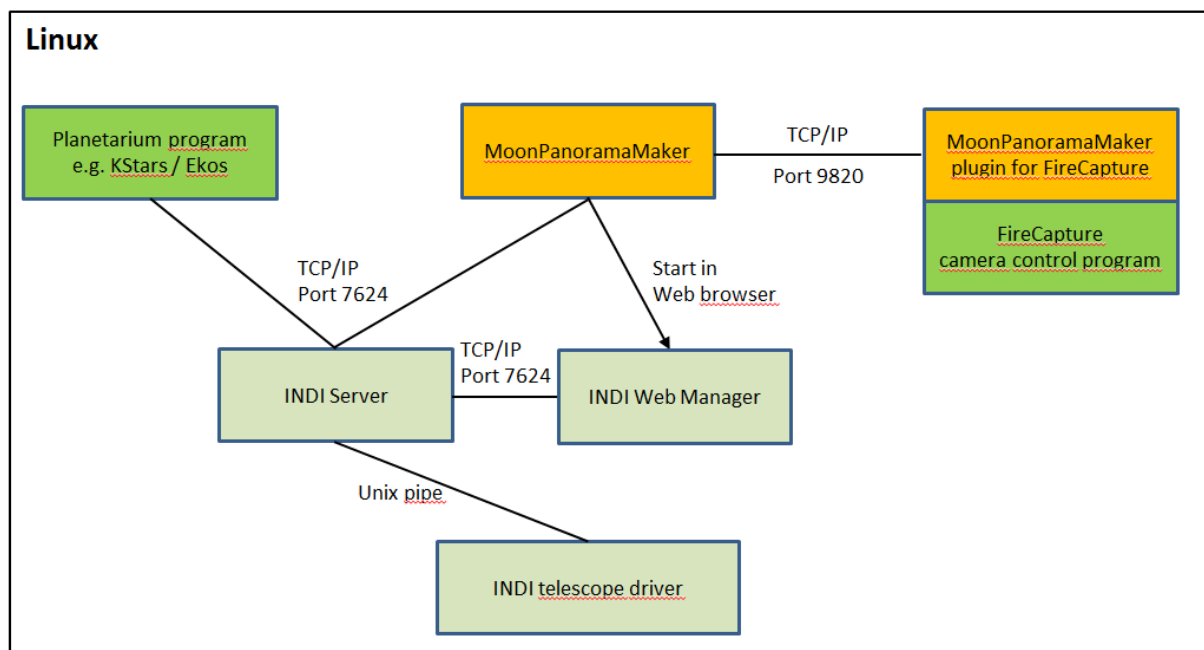 Linux
Planetarium program
e.g. KStars / Ekos
MoonPanoramaMaker
TCP/IP
Port 9820
MoonPanoramaMaker
plugin for FireCapture
FireCapture
camera control program
TCP/IP
Port 7624
Start in
Web browser
TCP/IP
Port 7624
INDI Server
INDI Web Manager
Unix pipe
INDI telescope driver